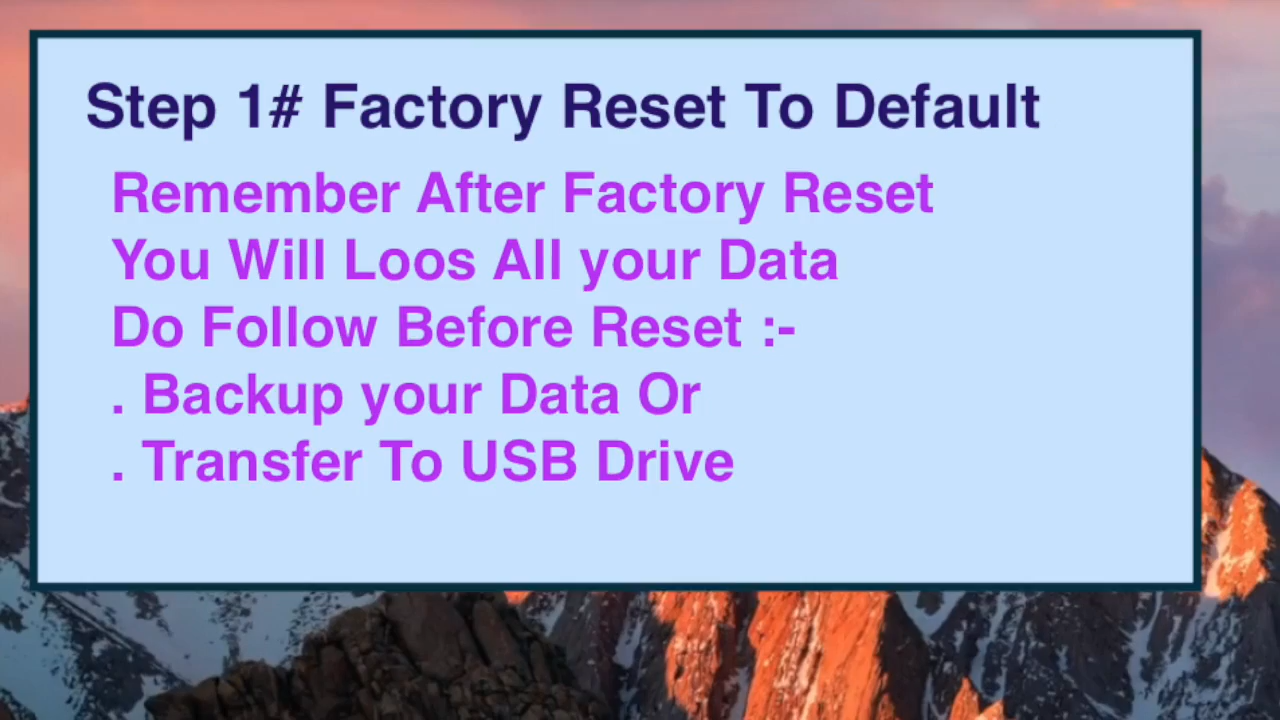 Step 1# Factory Reset To Default
Remember After Factory Reset
You Will Loos All your Data
Do Follow Before Reset :-
. Backup your Data Or
. Transfer To USB Drive